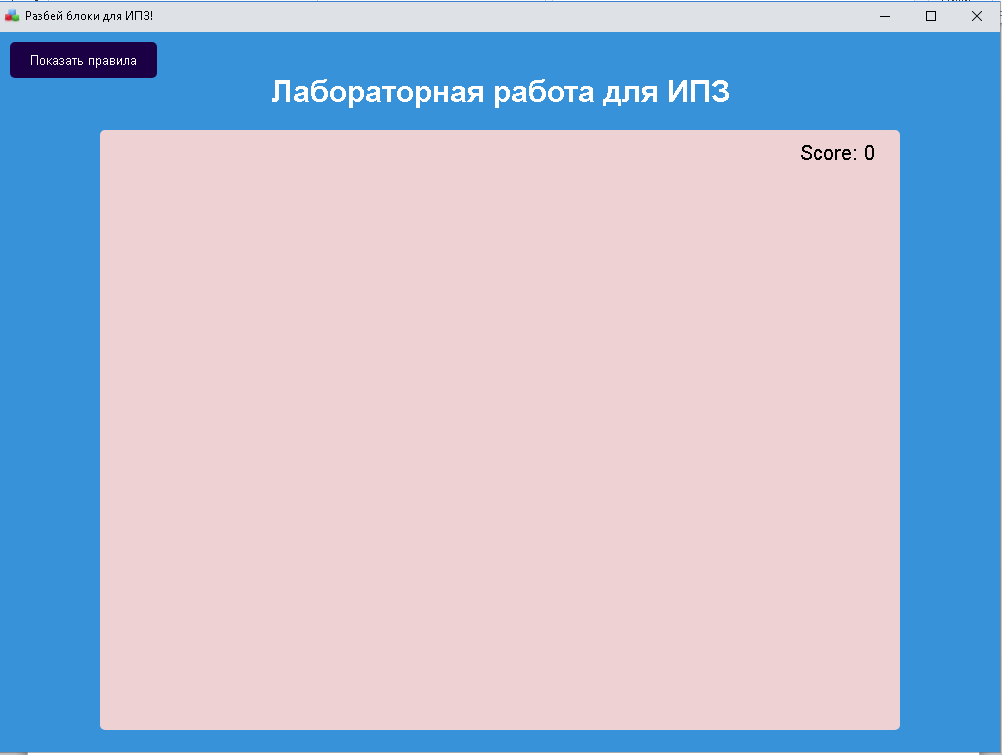 Разбей блоки для ИПЗ!
Показать правила
Лабораторная работа для ИПЗ
Score: 0